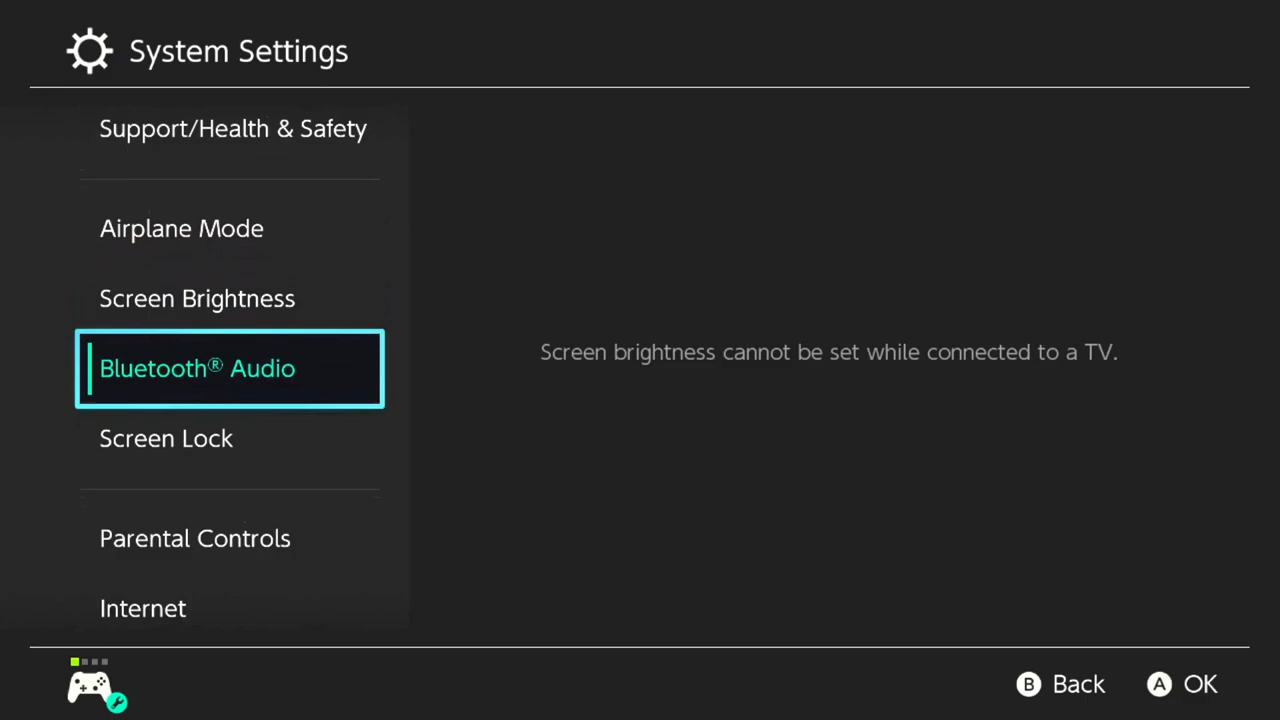 System Settings
Support/Health & Safety
Airplane Mode
Screen Brightness
Bluetooth® Audio
Screen Lock
Parental Controls
Internet
Screen brightness cannot be set while connected to a TV.
B Back
A OK